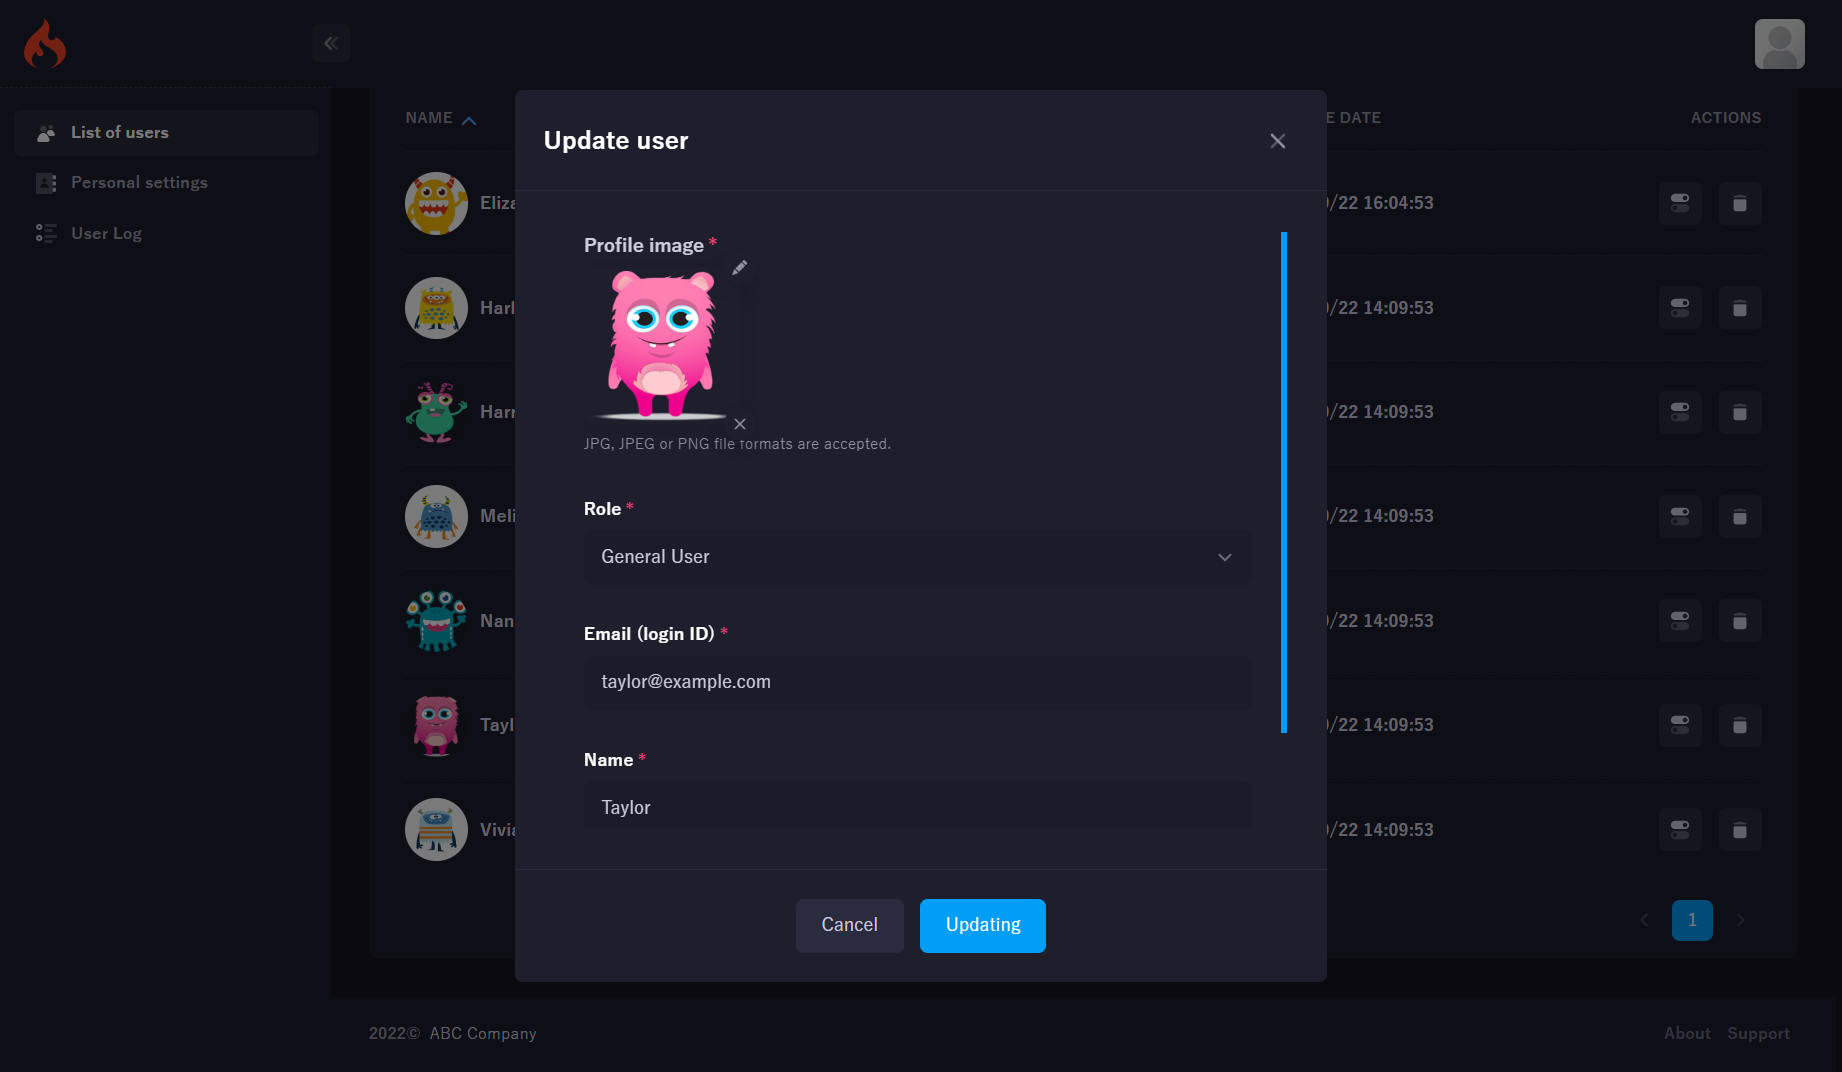 List of users
Personal settings
User Log
NAME
E DATE
ACTIONS
Update user
Profile image *
JPG, JPEG or PNG file formats are accepted.
Role *
General User
Email (login ID) *
taylor@example.com
Name *
Taylor
Cancel
Updating
Eliza
/22 16:04:53
Harl
/22 14:09:53
Harr
/22 14:09:53
Meli
/22 14:09:53
Nan
/22 14:09:53
Tayl
/22 14:09:53
Vivia
/22 14:09:53
1
2022© ABC Company
About Support